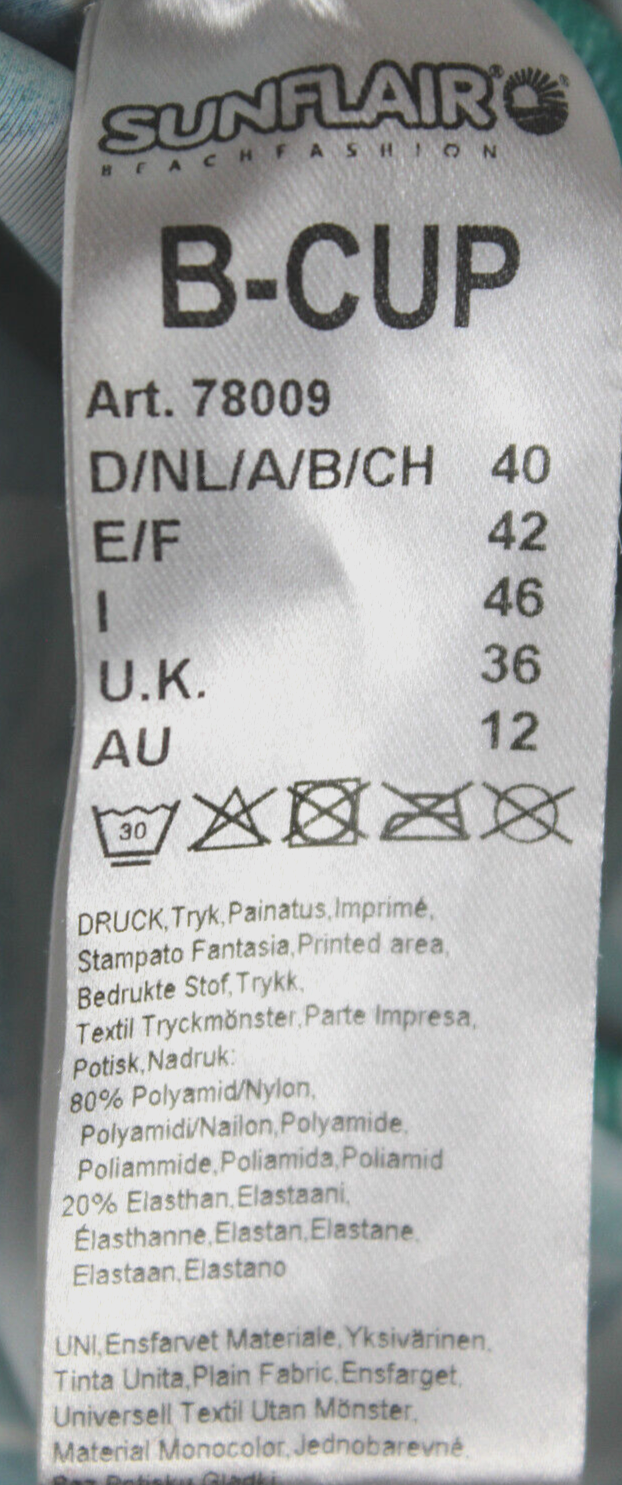 SUNFLAIR®
BEACHFASHION
B-CUP
Art. 78009
D/NL/A/B/CH 40
E/F 42
I 46
U.K. 36
AU 12
30
DRUCK,Tryk,Painatus,Imprimé,
Stampato Fantasia,Printed area,
Bedrukte Stof,Trykk,
Textil Tryckmönster,Parte Impresa,
Potisk,Nadruk:
80% Polyamid/Nylon,
Polyamidi/Nailon,Polyamide,
Poliammide,Poliamida,Poliamid
20% Elasthan,Elastaani,
Élasthanne,Elastan,Elastane,
Elastaan,Elastano
UNI,Ensfarvet Materiale,Yksivärinen,
Tinta Unita,Plain Fabric,Ensfarget,
Universell Textil Utan Mönster,
Material Monocolor,Jednobarevné,
Bez Potisku,Gładki